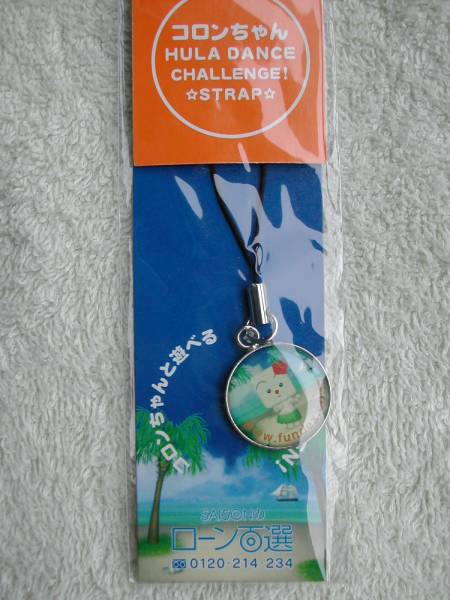 コロンちゃん
HULA DANCE
CHALLENGE!
☆STRAP☆
コロンちゃんと遊べる
w.fun
SAISONの
ローン百選
0120-214-234